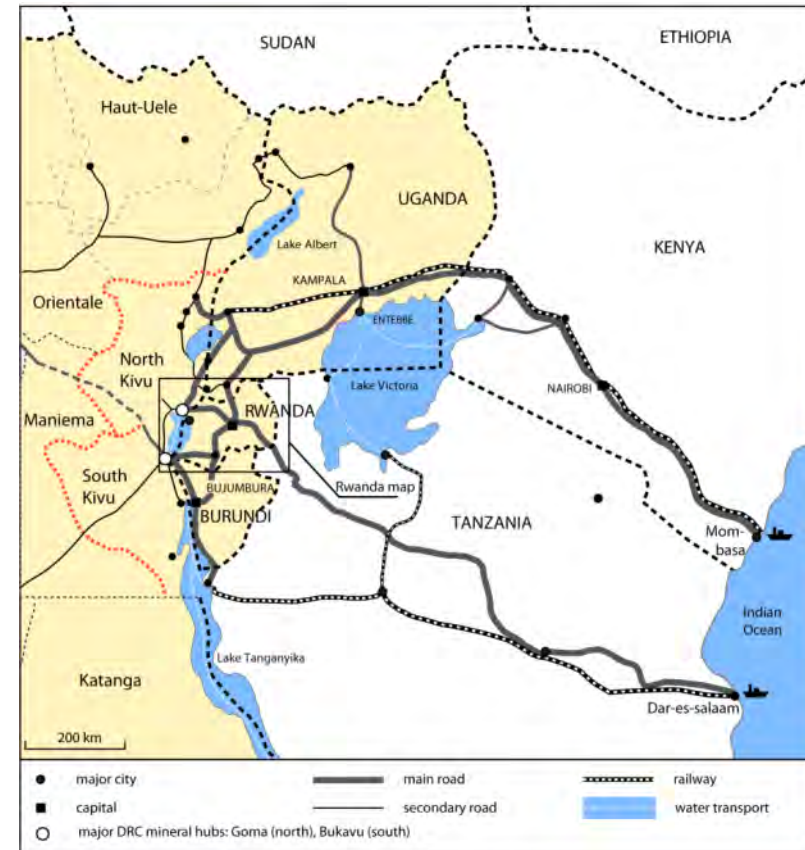 SUDAN
ETHIOPIA
Haut-Uele
UGANDA
KENYA
Lake Albert
KAMPALA
Orientale
ENTEBBE
North
Kivu
Lake Victoria
NAIROBI
Maniema
RWANDA
South
Kivu
BUJUMBURA
Rwanda map
BURUNDI
TANZANIA
Mom-
basa
Indian
Ocean
Lake Tanganyika
Katanga
Dar-es-salaam
200 km
major city
main road
railway
capital
secondary road
water transport
major DRC mineral hubs: Goma (north), Bukavu (south)